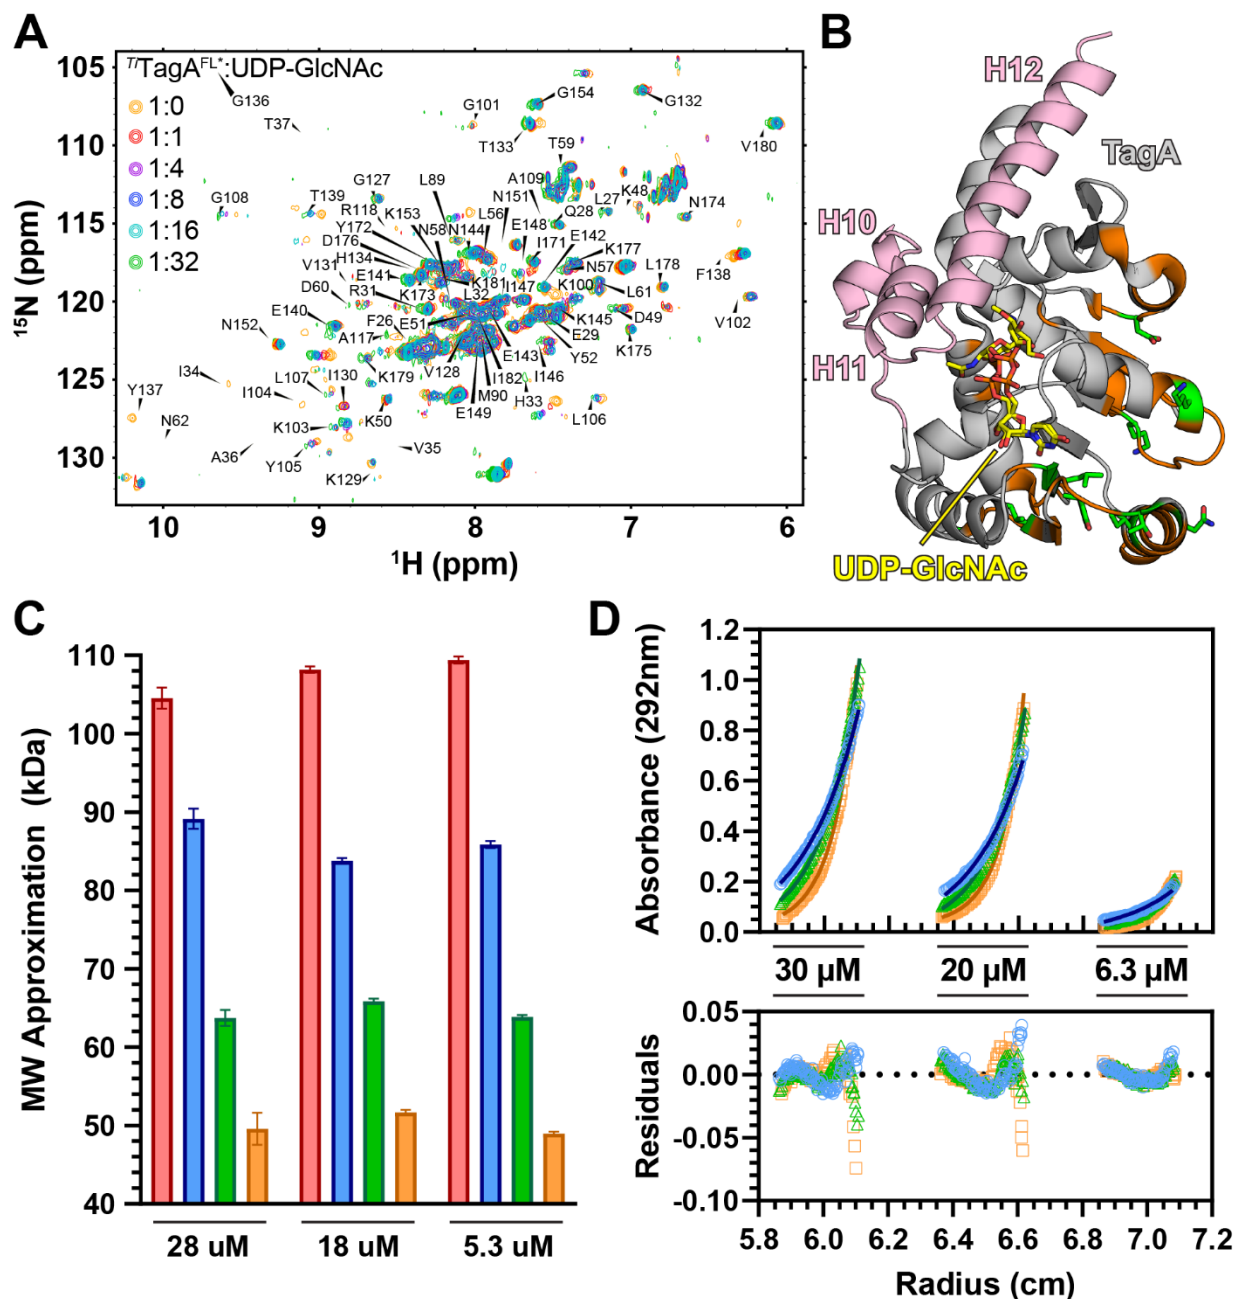 A
TtTagAFL*:UDP-GlcNAc
1:0
1:1
1:4
1:8
1:16
1:32
105
110
115
120
125
130
15N (ppm)
10
9
8
7
6
1H (ppm)
G136
T37
G101
G154
G132
T133
V180
T59
G108
T139
G127
L89
A109
K48
R118
K153
N151
L27
Y172
N58
L56
Q28
N174
D176
N144
E148
E142
H134
I171
K177
V131
E141
K181
I147
N57
L178
F138
D60
K173
L32
K100
L61
R31
D49
V102
E140
F26
E51
K145
N152
A117
E29
K175
E143
Y52
I34
L107
K179
V128
I182
I146
Y137
I130
M90
H33
I104
E149
L106
N62
K103
K50
A36
Y105
V35
K129
B
H12
TagA
H10
H11
UDP-GlcNAc
C
110
100
90
80
70
60
50
40
MW Approximation (kDa)
28 uM
18 uM
5.3 uM
D
1.2
1.0
0.8
0.6
0.4
0.2
0.0
Absorbance (292nm)
30 µM
20 µM
6.3 µM
0.05
0.00
-0.05
-0.10
Residuals
5.8
6.0
6.2
6.4
6.6
6.8
7.0
7.2
Radius (cm)